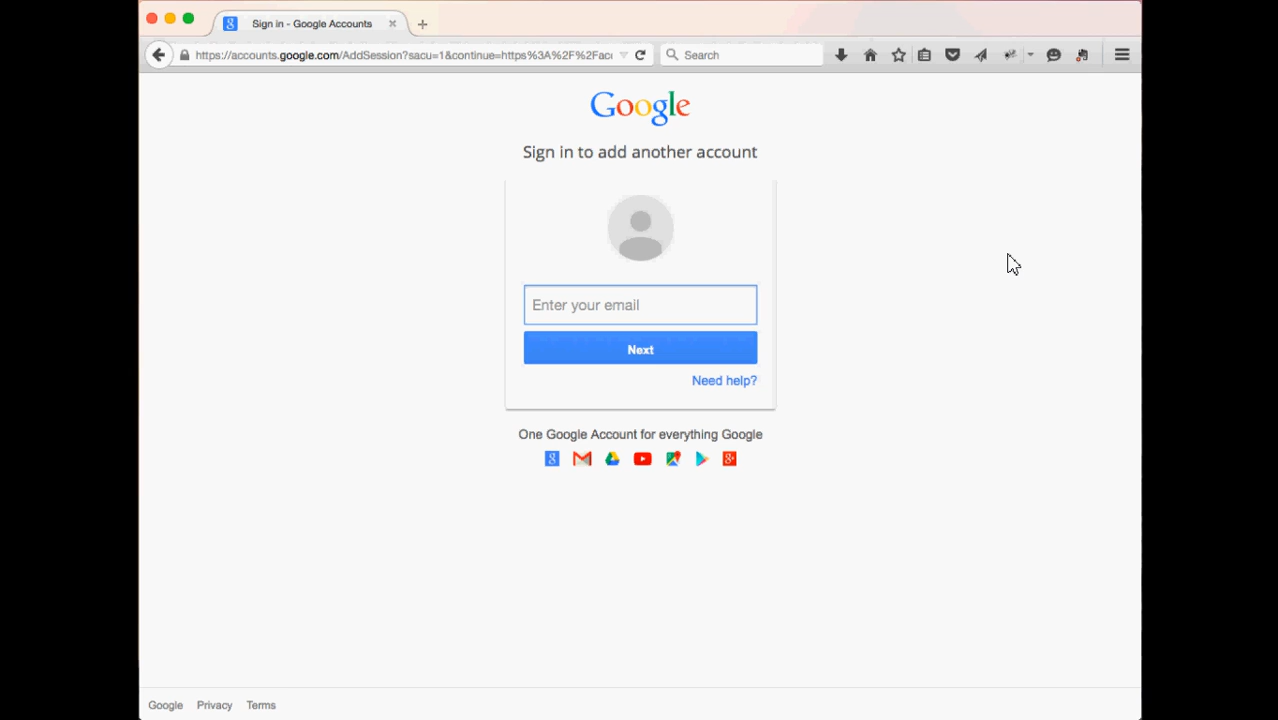 Sign in - Google Accounts
https://accounts.google.com/AddSession?sacu=1&continue=https%3A%2F%2Facc
Search
Google
Sign in to add another account
Enter your email
Next
Need help?
One Google Account for everything Google
Google Privacy Terms